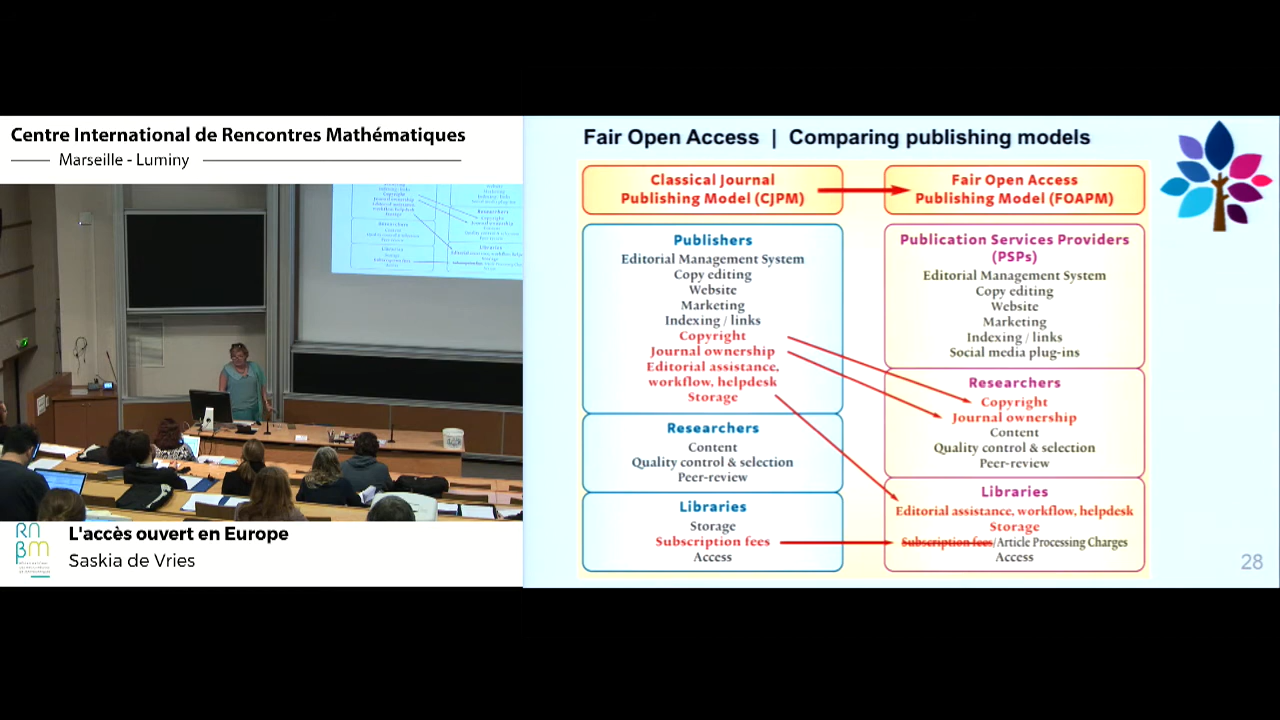 Centre International de Rencontres Mathématiques
Marseille - Luminy
RN
BM
L'accès ouvert en Europe
Saskia de Vries
Fair Open Access | Comparing publishing models
Classical Journal
Publishing Model (CJPM)
Publishers
Editorial Management System
Copy editing
Website
Marketing
Indexing / links
Copyright
Journal ownership
Editorial assistance,
workflow, helpdesk
Storage
Researchers
Content
Quality control & selection
Peer-review
Libraries
Storage
Subscription fees
Access
Fair Open Access
Publishing Model (FOAPM)
Publication Services Providers
(PSPs)
Editorial Management System
Copy editing
Website
Marketing
Indexing / links
Social media plug-ins
Researchers
Copyright
Journal ownership
Content
Quality control & selection
Peer-review
Libraries
Editorial assistance, workflow, helpdesk
Storage
Subscription fees/Article Processing Charges
Access
28